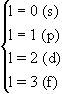 l = 0 (s)
l = 1 (p)
l = 2 (d)
l = 3 (f)